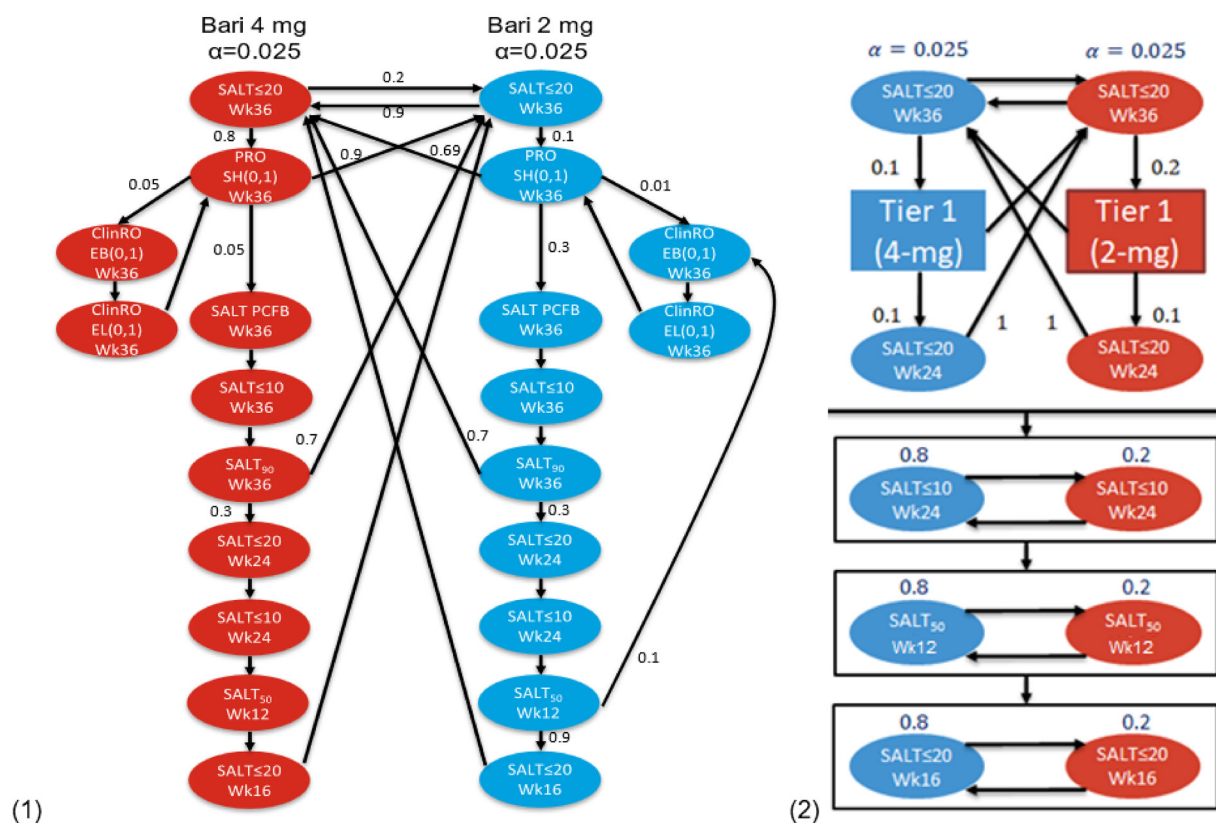 Bari 4 mg
α=0.025
Bari 2 mg
α=0.025
SALT≤20
Wk36
0.2
0.9
SALT≤20
Wk36
0.8
0.1
PRO
SH(0,1)
Wk36
0.9
0.69
PRO
SH(0,1)
Wk36
0.05
0.01
ClinRO
EB(0,1)
Wk36
0.05
0.3
ClinRO
EB(0,1)
Wk36
ClinRO
EL(0,1)
Wk36
SALT PCFB
Wk36
SALT PCFB
Wk36
ClinRO
EL(0,1)
Wk36
SALT≤10
Wk36
SALT≤10
Wk36
SALT₉₀
Wk36
0.7
0.7
SALT₉₀
Wk36
0.3
0.3
SALT≤20
Wk24
SALT≤20
Wk24
SALT≤10
Wk24
SALT≤10
Wk24
0.1
SALT₅₀
Wk12
SALT₅₀
Wk12
0.9
SALT≤20
Wk16
SALT≤20
Wk16
(1)
α = 0.025
α = 0.025
SALT≤20
Wk36
SALT≤20
Wk36
0.1
0.2
Tier 1
(4-mg)
Tier 1
(2-mg)
0.1
1
1
0.1
SALT≤20
Wk24
SALT≤20
Wk24
0.8
0.2
SALT≤10
Wk24
SALT≤10
Wk24
0.8
0.2
SALT₅₀
Wk12
SALT₅₀
Wk12
0.8
0.2
SALT≤20
Wk16
SALT≤20
Wk16
(2)